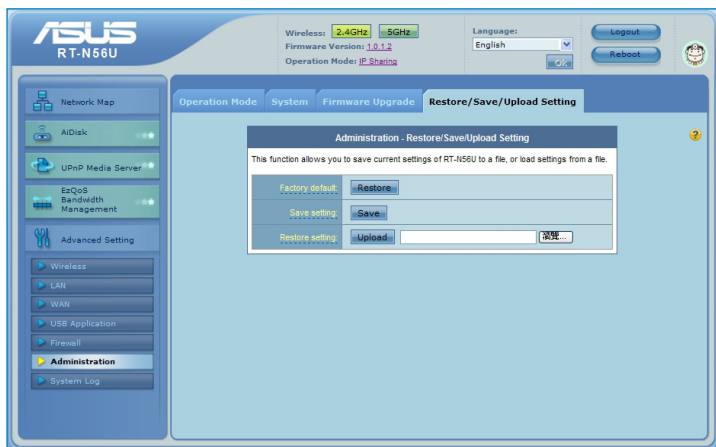 ASUS
RT-N56U
Wireless: 2.4GHz 5GHz
Firmware Version: 1.0.1.2
Operation Mode: IP Sharing
Language:
English
OK
Logout
Reboot
Network Map
AiDisk
UPnP Media Server
EzQoS
Bandwidth
Management
Advanced Setting
Wireless
LAN
WAN
USB Application
Firewall
Administration
System Log
Operation Mode System Firmware Upgrade Restore/Save/Upload Setting
Administration - Restore/Save/Upload Setting
This function allows you to save current settings of RT-N56U to a file, or load settings from a file.
Factory default: Restore
Save setting: Save
Restore setting: Upload 瀏覽...
?